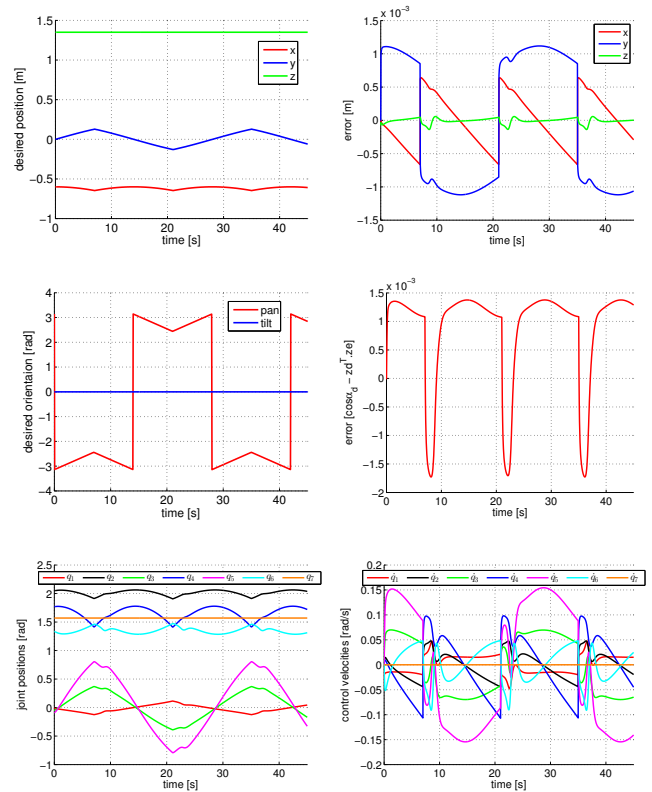 1.5
1
0.5
0
−0.5
−1
0 10 20 30 40
time [s]
desired position [m]
x
y
z
x 10⁻³
1.5
1
0.5
0
−0.5
−1
−1.5
0 10 20 30 40
time [s]
error [m]
x
y
z
4
3
2
1
0
−1
−2
−3
−4
0 10 20 30 40
time [s]
desired orientaion [rad]
pan
tilt
x 10⁻³
1.5
1
0.5
0
−0.5
−1
−1.5
−2
0 10 20 30 40
time [s]
error [cosα_d − zd^T.ze]
2.5
2
1.5
1
0.5
0
−0.5
−1
0 10 20 30 40
time [s]
joint positions [rad]
q₁ q₂ q₃ q₄ q₅ q₆ q₇
0.2
0.15
0.1
0.05
0
−0.05
−0.1
−0.15
−0.2
0 10 20 30 40
time [s]
control velocities [rad/s]
q̇₁ q̇₂ q̇₃ q̇₄ q̇₅ q̇₆ q̇₇